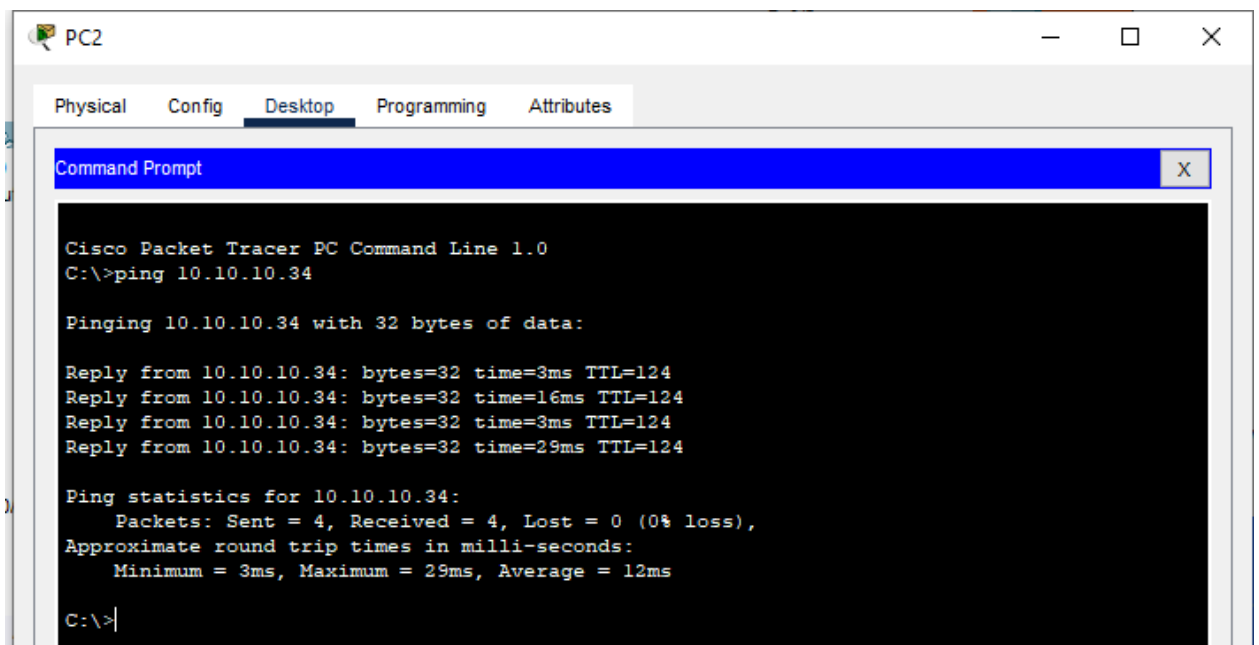 PC2
Physical Config Desktop Programming Attributes
Command Prompt
X
Cisco Packet Tracer PC Command Line 1.0
C:\>ping 10.10.10.34
Pinging 10.10.10.34 with 32 bytes of data:
Reply from 10.10.10.34: bytes=32 time=3ms TTL=124
Reply from 10.10.10.34: bytes=32 time=16ms TTL=124
Reply from 10.10.10.34: bytes=32 time=3ms TTL=124
Reply from 10.10.10.34: bytes=32 time=29ms TTL=124
Ping statistics for 10.10.10.34:
Packets: Sent = 4, Received = 4, Lost = 0 (0% loss),
Approximate round trip times in milli-seconds:
Minimum = 3ms, Maximum = 29ms, Average = 12ms
C:\>